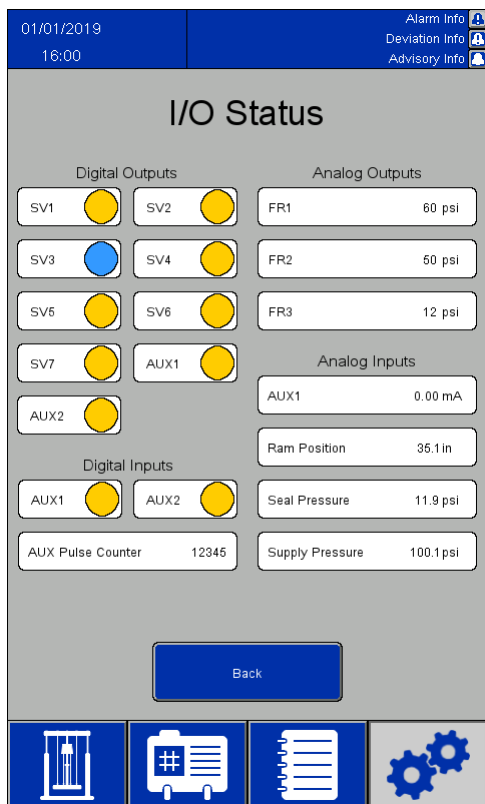 01/01/2019
16:00
Alarm Info
Deviation Info
Advisory Info
I/O Status
Digital Outputs
SV1
SV2
SV3
SV4
SV5
SV6
SV7
AUX1
AUX2
Digital Inputs
AUX1
AUX2
AUX Pulse Counter 12345
Analog Outputs
FR1 60 psi
FR2 50 psi
FR3 12 psi
Analog Inputs
AUX1 0.00 mA
Ram Position 35.1 in
Seal Pressure 11.9 psi
Supply Pressure 100.1 psi
Back
#